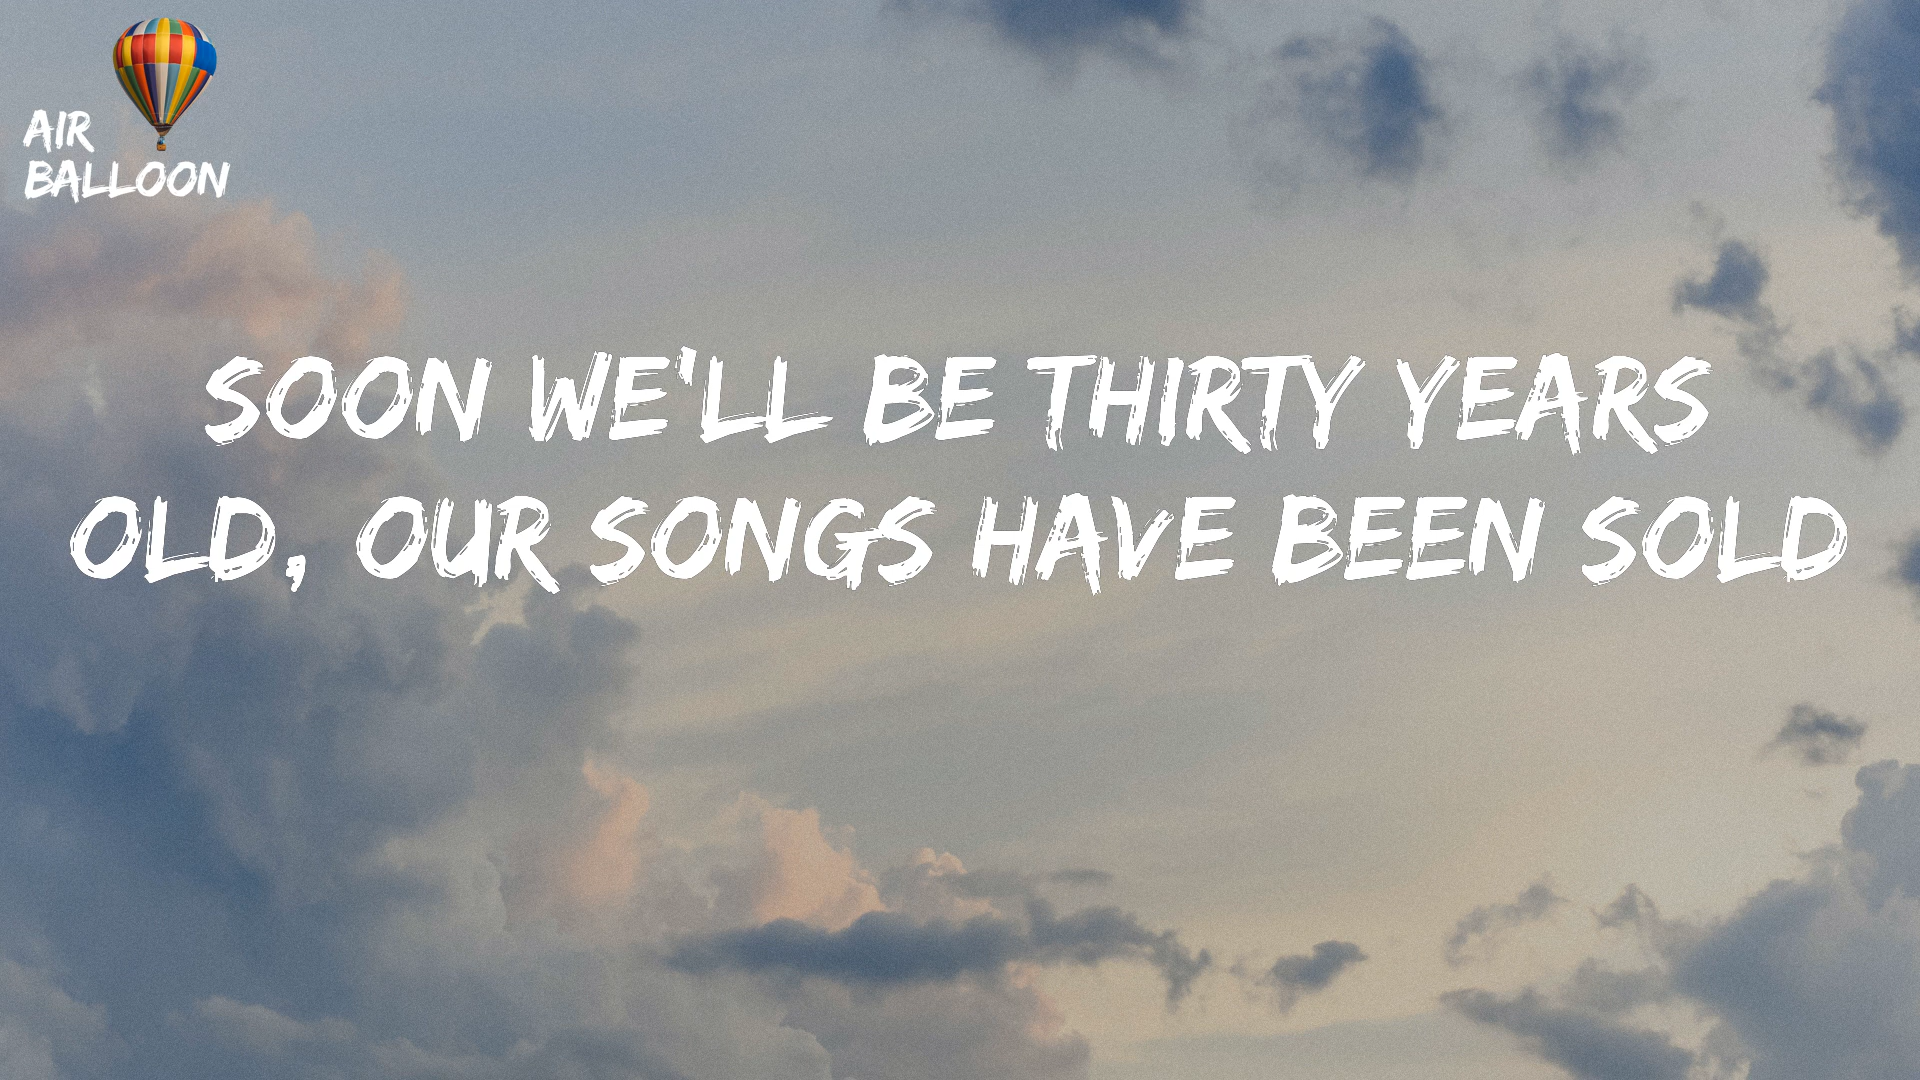 AIR
BALLOON
SOON WE'LL BE THIRTY YEARS
OLD, OUR SONGS HAVE BEEN SOLD